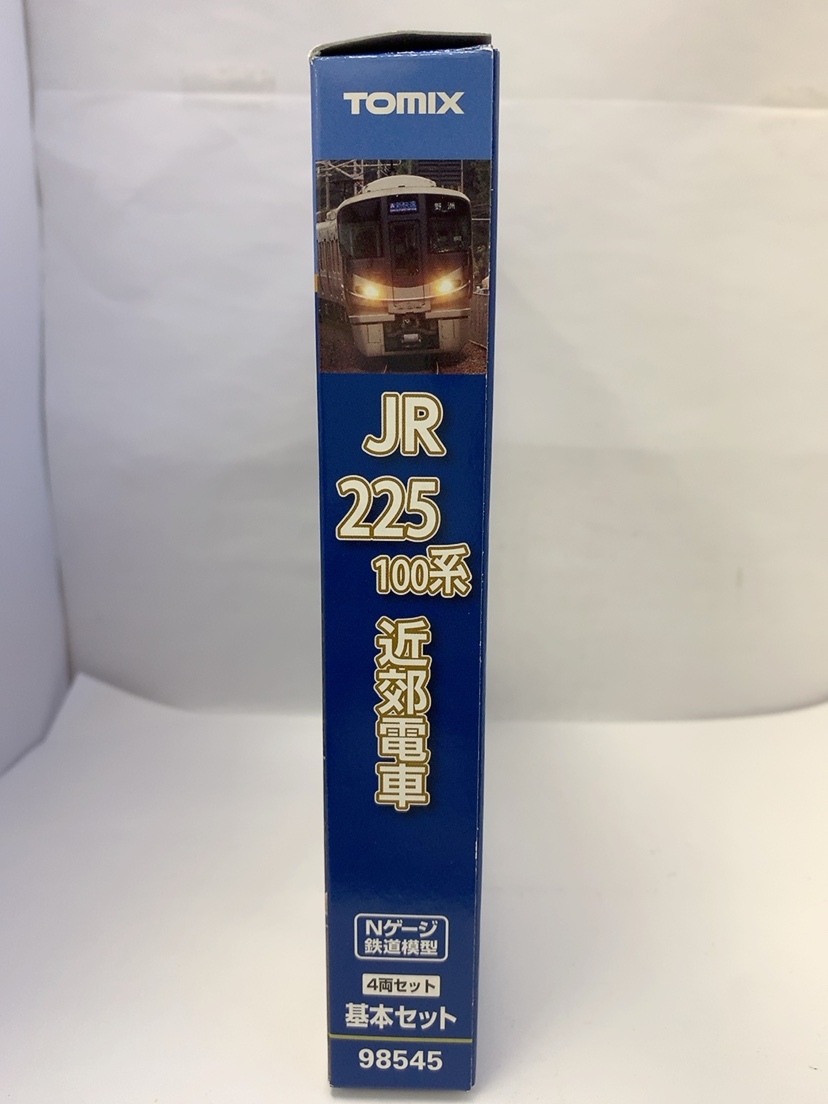 TOMIX
野洲
JR
225
100系
近郊電車
Nゲージ
鉄道模型
4両セット
基本セット
98545